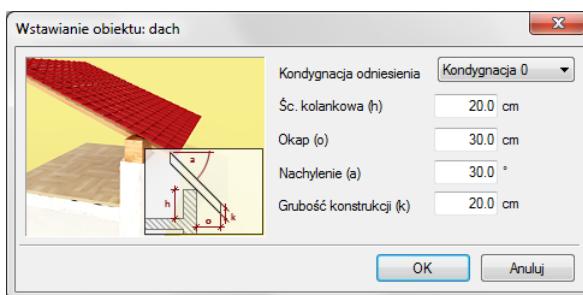 Wstawianie obiektu: dach
Kondygnacja odniesienia Kondygnacja 0
Śc. kolankowa (h) 20.0 cm
Okap (o) 30.0 cm
Nachylenie (a) 30.0 °
Grubość konstrukcji (k) 20.0 cm
a
h
o
k
OK Anuluj